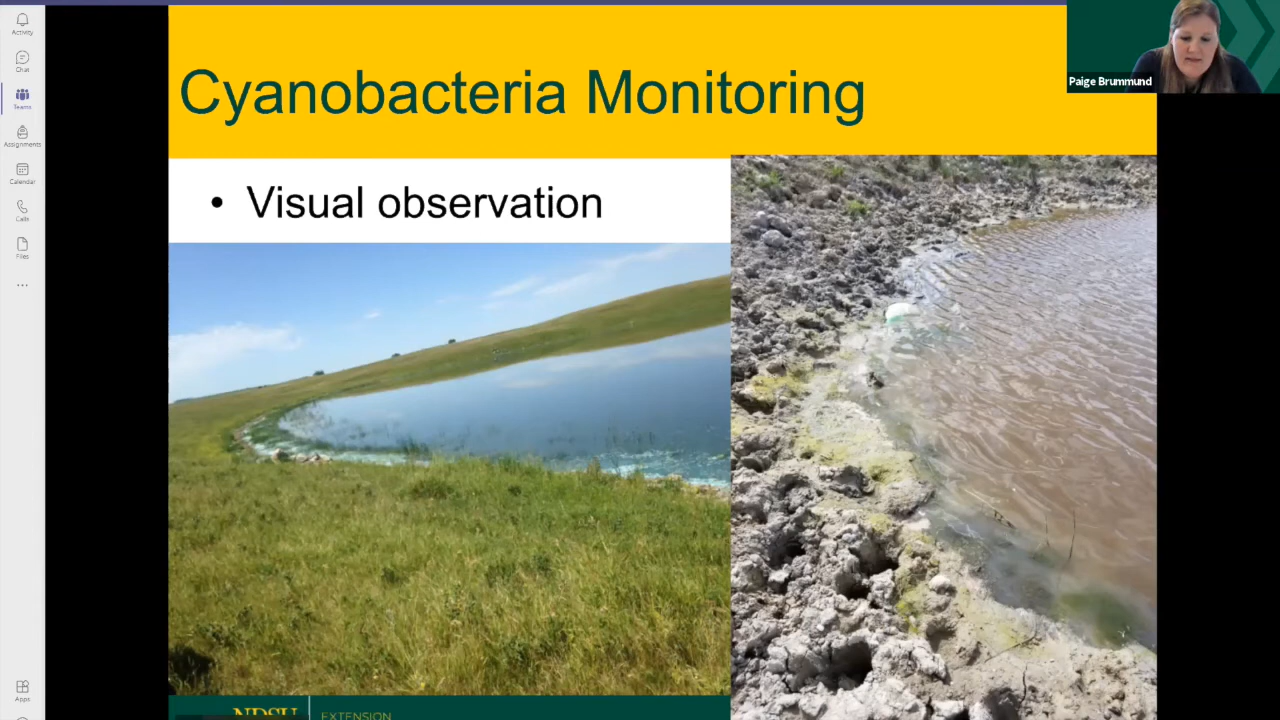 Activity
Chat
Teams
Assignments
Calendar
Calls
Files
Apps
Cyanobacteria Monitoring
Paige Brummund
• Visual observation
NDSU
EXTENSION